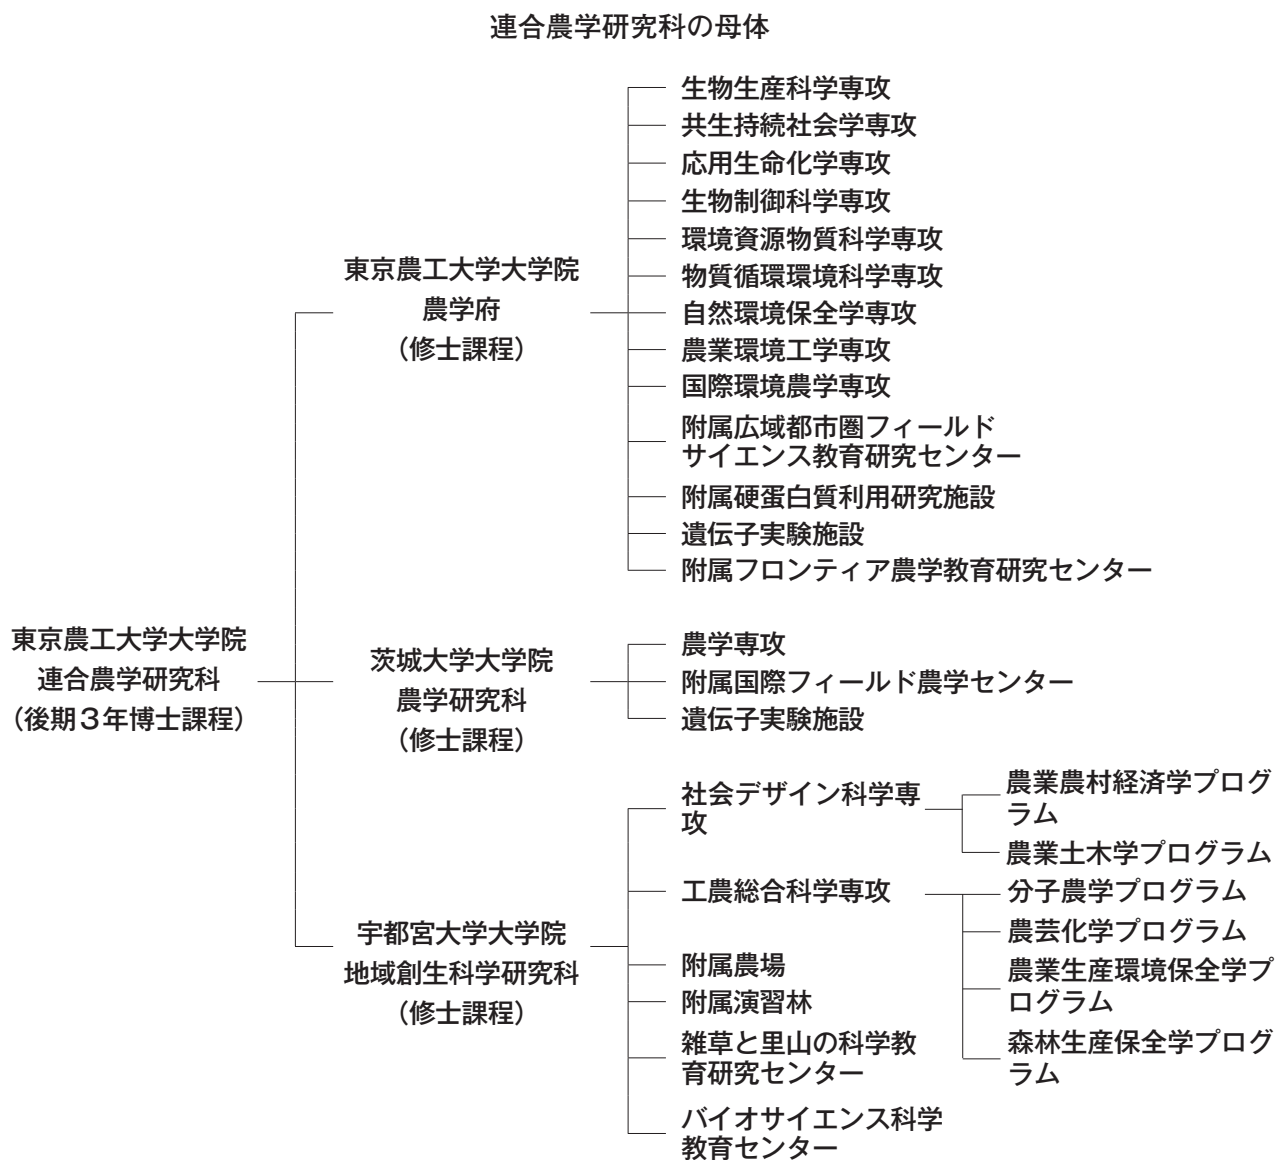 連合農学研究科の母体
東京農工大学大学院
連合農学研究科
（後期３年博士課程）
東京農工大学大学院
農学府
（修士課程）
生物生産科学専攻
共生持続社会学専攻
応用生命化学専攻
生物制御科学専攻
環境資源物質科学専攻
物質循環環境科学専攻
自然環境保全学専攻
農業環境工学専攻
国際環境農学専攻
附属広域都市圏フィールド
サイエンス教育研究センター
附属硬蛋白質利用研究施設
遺伝子実験施設
附属フロンティア農学教育研究センター
茨城大学大学院
農学研究科
（修士課程）
農学専攻
附属国際フィールド農学センター
遺伝子実験施設
宇都宮大学大学院
地域創生科学研究科
（修士課程）
社会デザイン科学専
攻
農業農村経済学プログ
ラム
農業土木学プログラム
工農総合科学専攻
分子農学プログラム
農芸化学プログラム
農業生産環境保全学プ
ログラム
森林生産保全学プログ
ラム
附属農場
附属演習林
雑草と里山の科学教
育研究センター
バイオサイエンス科学
教育センター